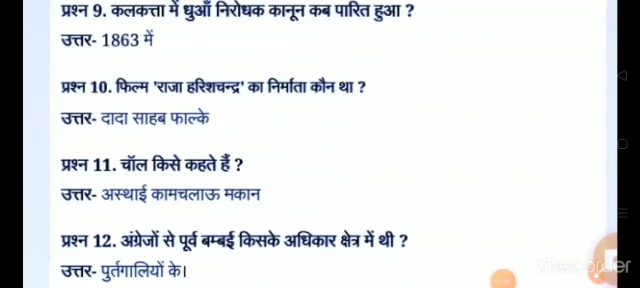 प्रश्न 9. कलकत्ता में धुआँ निरोधक कानून कब पारित हुआ ?
उत्तर- 1863 में
प्रश्न 10. फिल्म 'राजा हरिशचन्द्र' का निर्माता कौन था ?
उत्तर- दादा साहब फाल्के
प्रश्न 11. चॉल किसे कहते हैं ?
उत्तर- अस्थाई कामचलाऊ मकान
प्रश्न 12. अंग्रेजों से पूर्व बम्बई किसके अधिकार क्षेत्र में थी ?
उत्तर- पुर्तगालियों के।